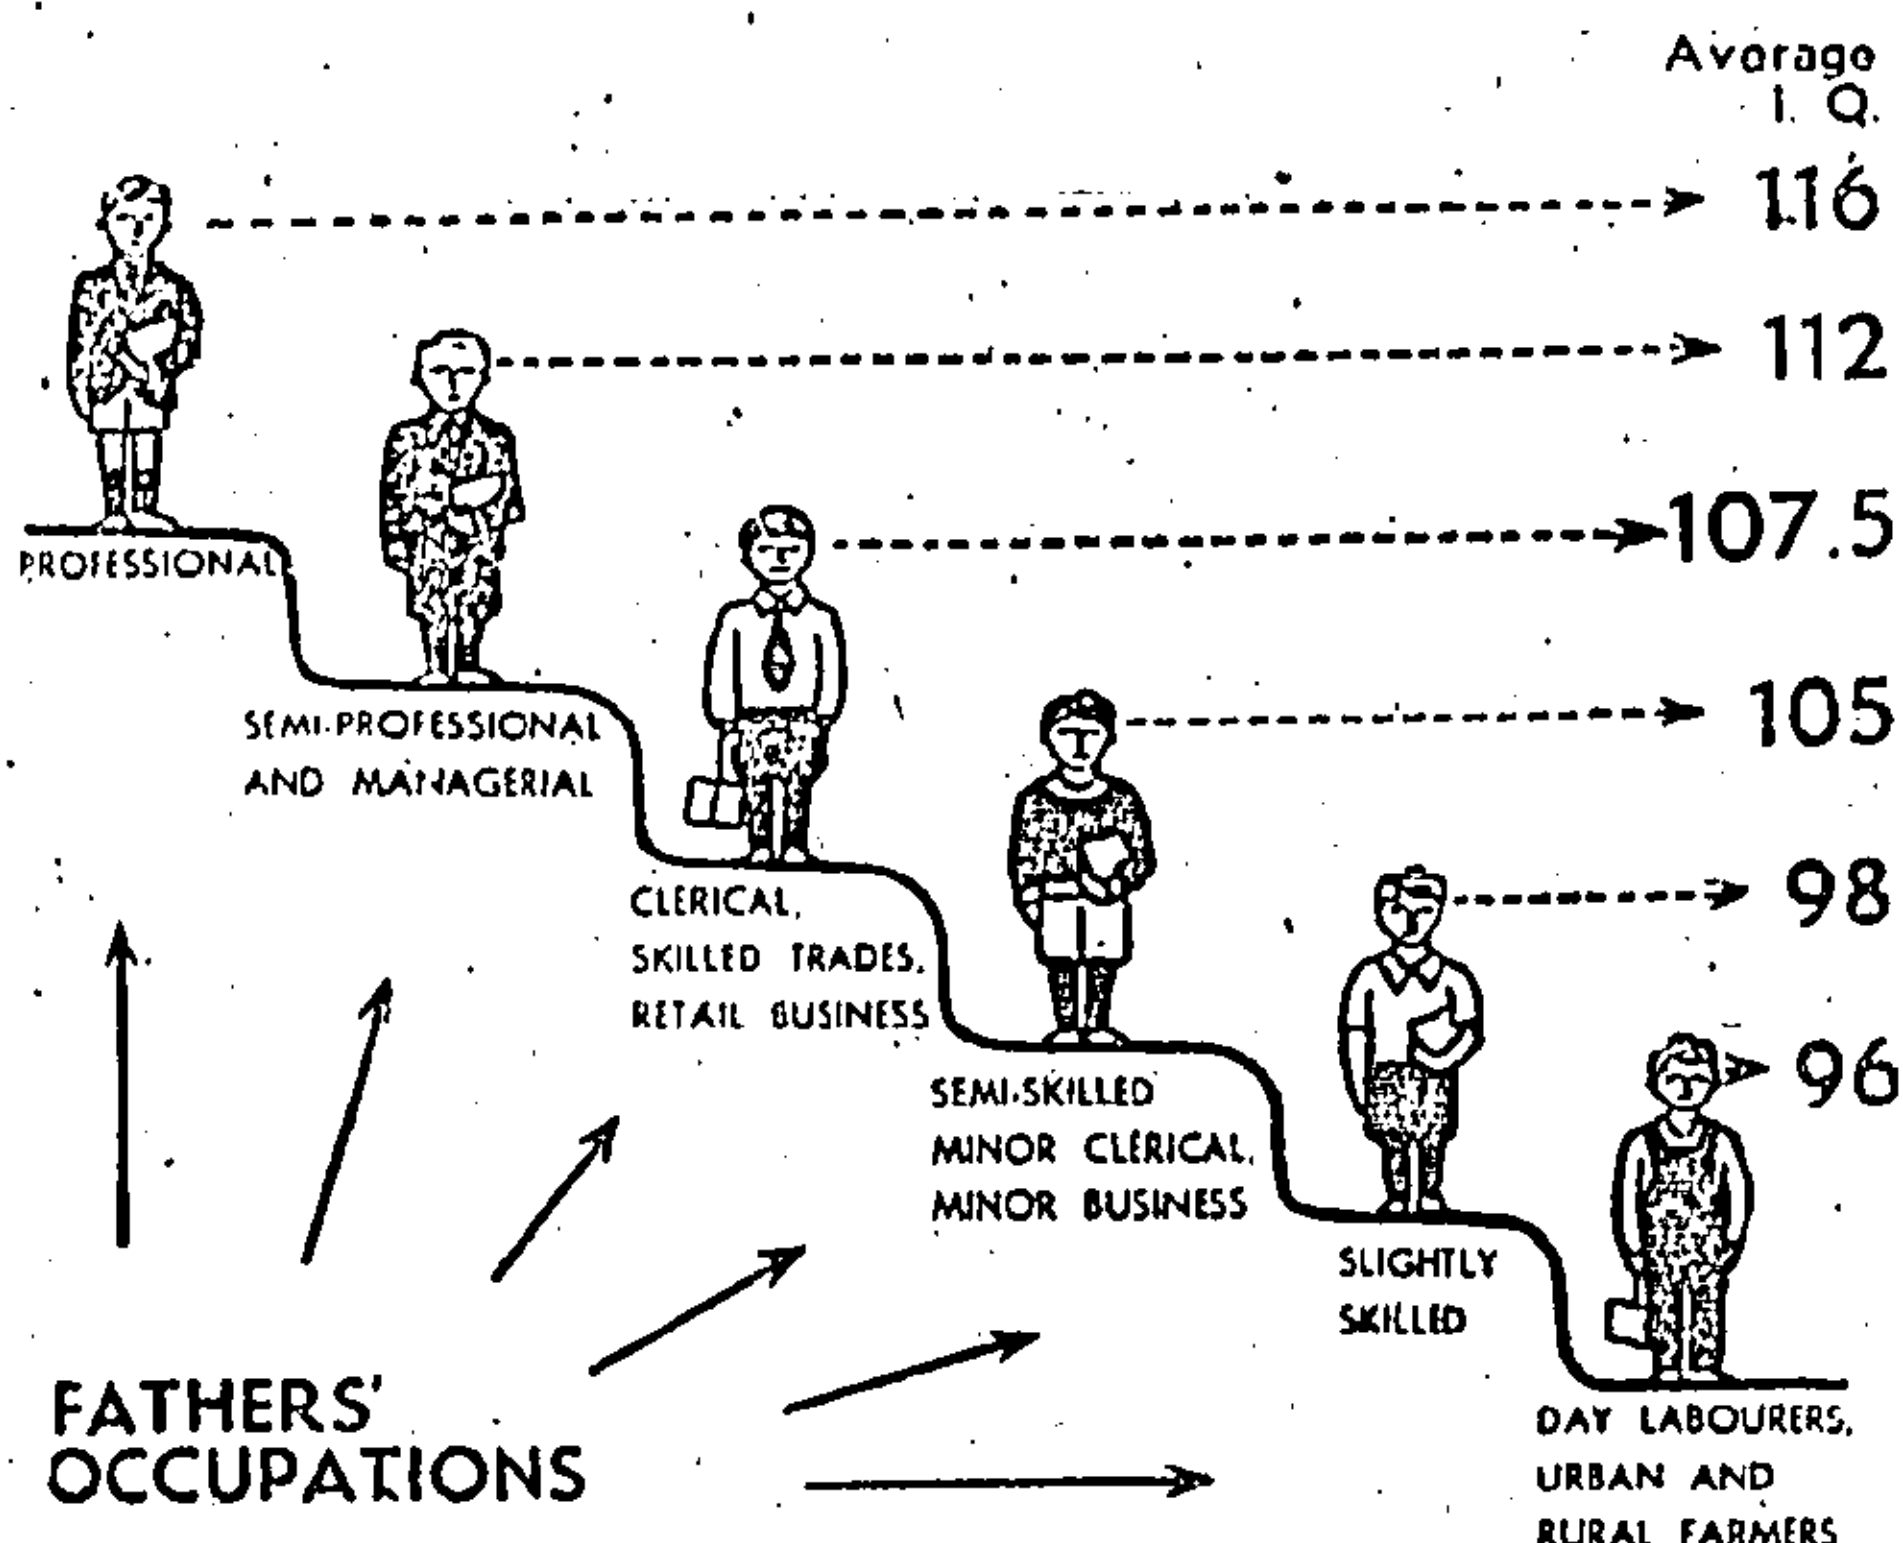 Average
I. Q.
116
112
107.5
105
98
96
PROFESSIONAL
SEMI-PROFESSIONAL
AND MANAGERIAL
CLERICAL,
SKILLED TRADES,
RETAIL BUSINESS
SEMI-SKILLED
MINOR CLERICAL,
MINOR BUSINESS
SLIGHTLY
SKILLED
DAY LABOURERS,
URBAN AND
RURAL FARMERS
FATHERS'
OCCUPATIONS